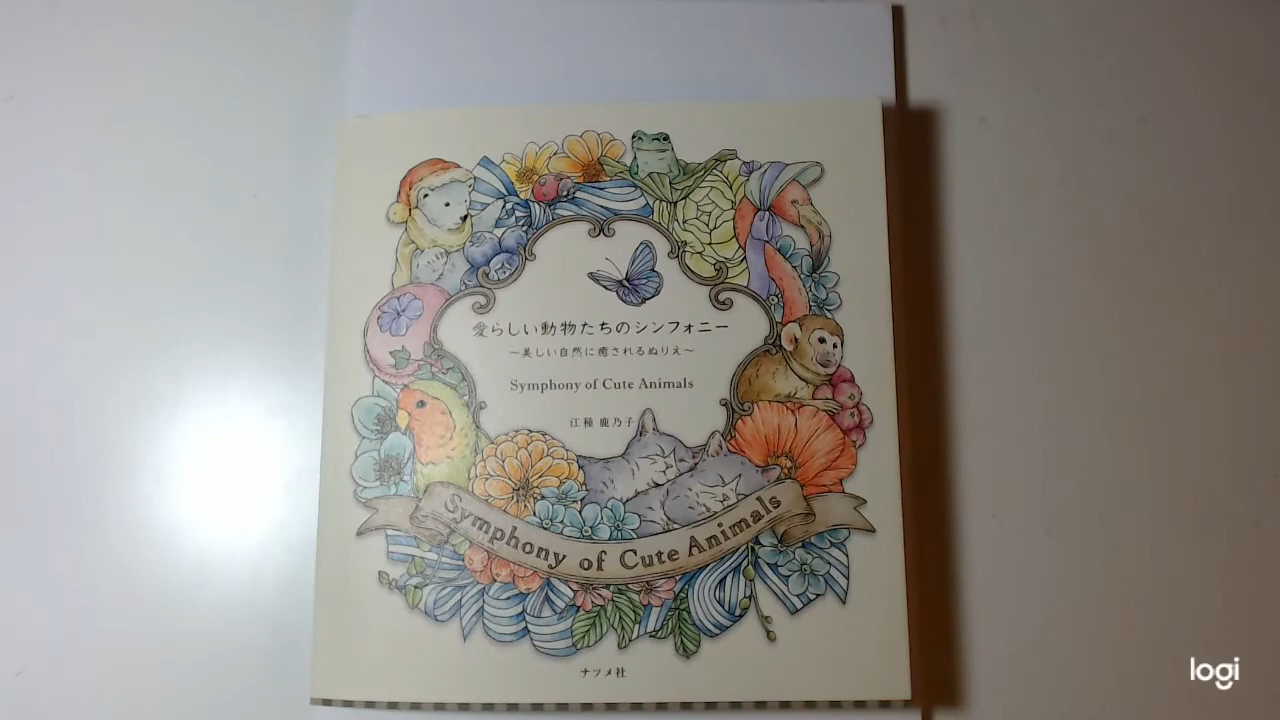 愛らしい動物たちのシンフォニー
～美しい自然に癒されるぬりえ～
Symphony of Cute Animals
江種 鹿乃子
Symphony of Cute Animals
ナツメ社
logi